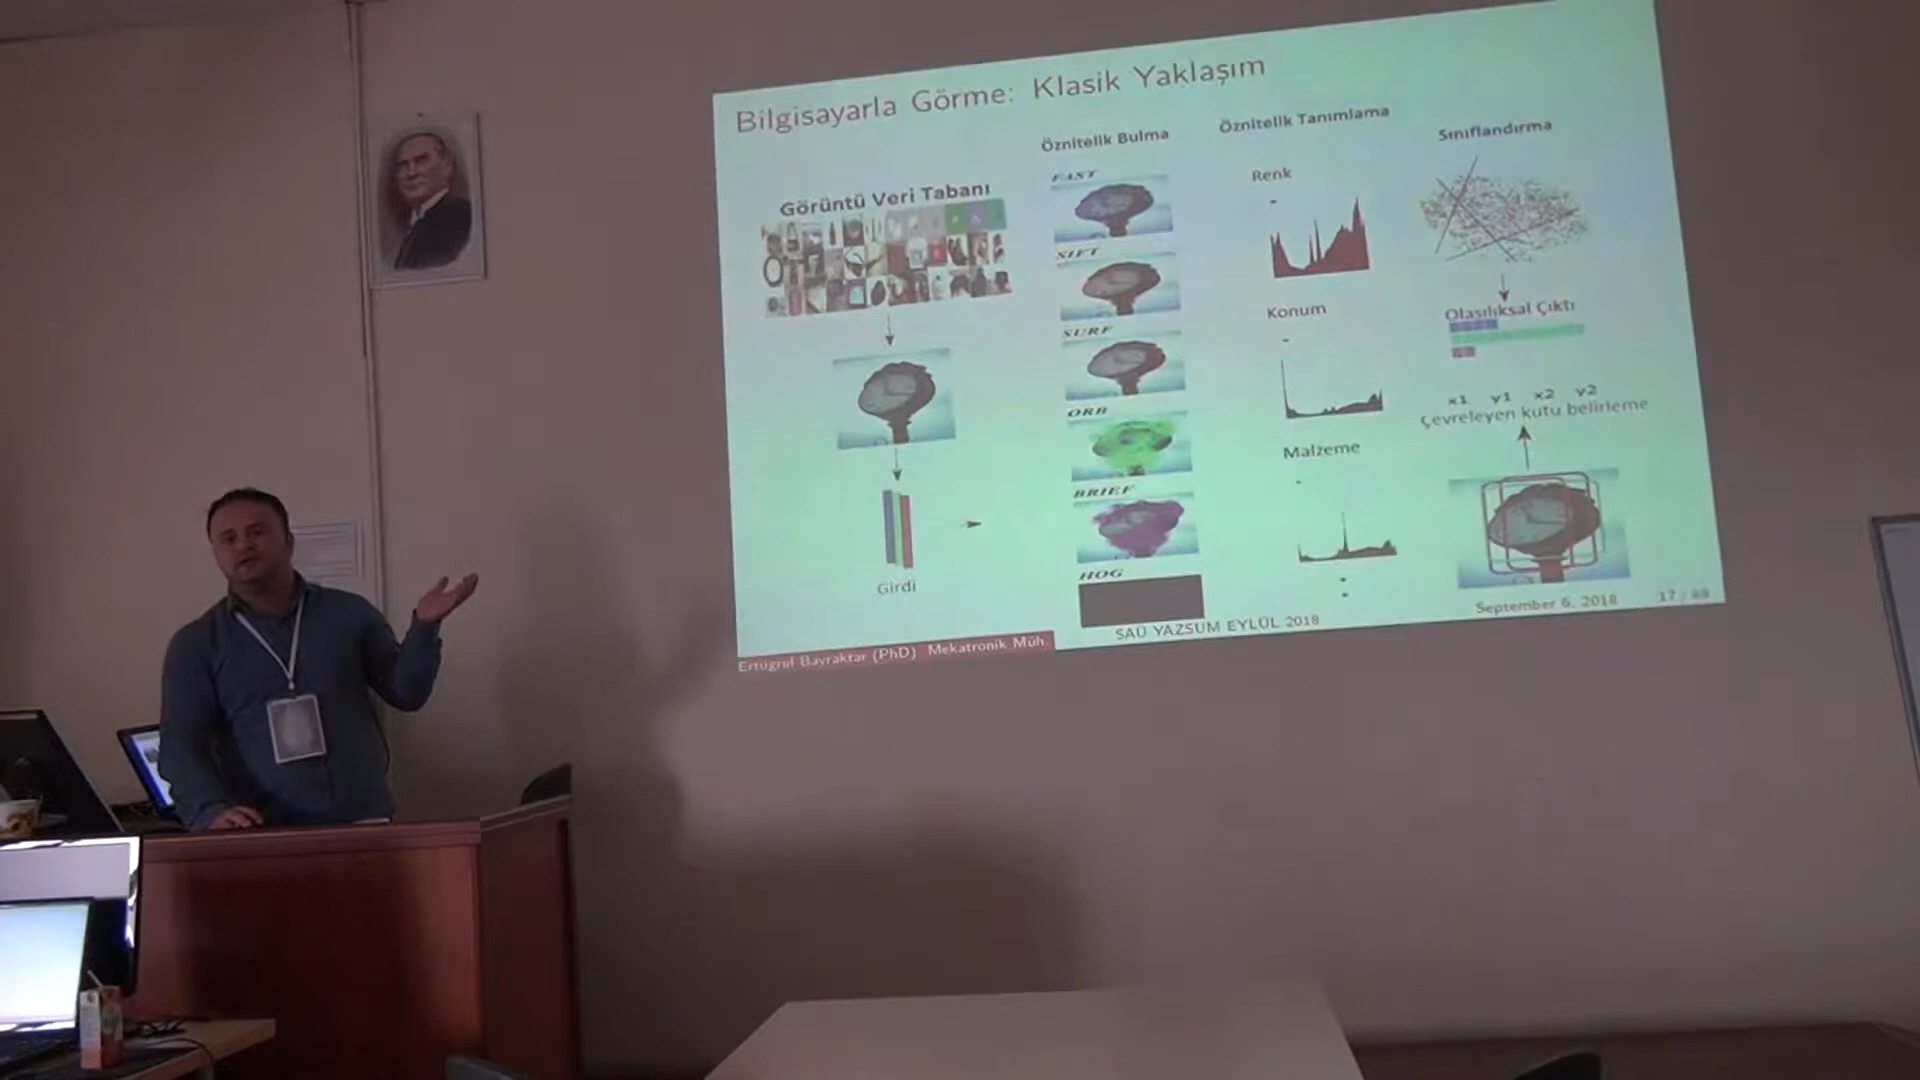 Bilgisayarla Görme: Klasik Yaklaşım
Görüntü Veri Tabanı
Girdi
Öznitelik Bulma
FAST
SIFT
SURF
ORB
BRIEF
HOG
Öznitelik Tanımlama
Renk
Konum
Malzeme
Sınıflandırma
Olasılıksal Çıktı
x1 y1 x2 y2
Çevreleyen kutu belirleme
Ertuğrul Bayraktar (PhD) Mekatronik Müh.
SAÜ YAZSUM EYLÜL 2018
September 6, 2018
17 /